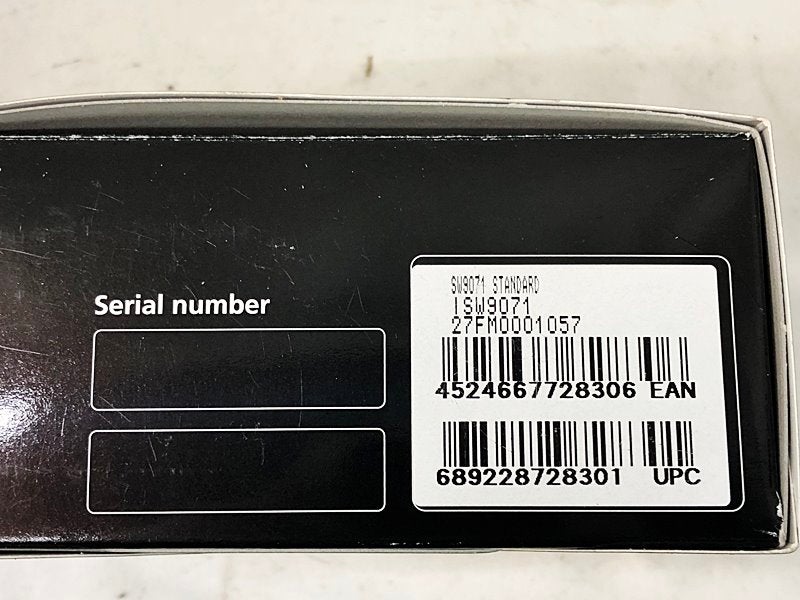 Serial number
SW9071 STANDARD
ISW9071
27FM0001057
4524667728306 EAN
689228728301 UPC